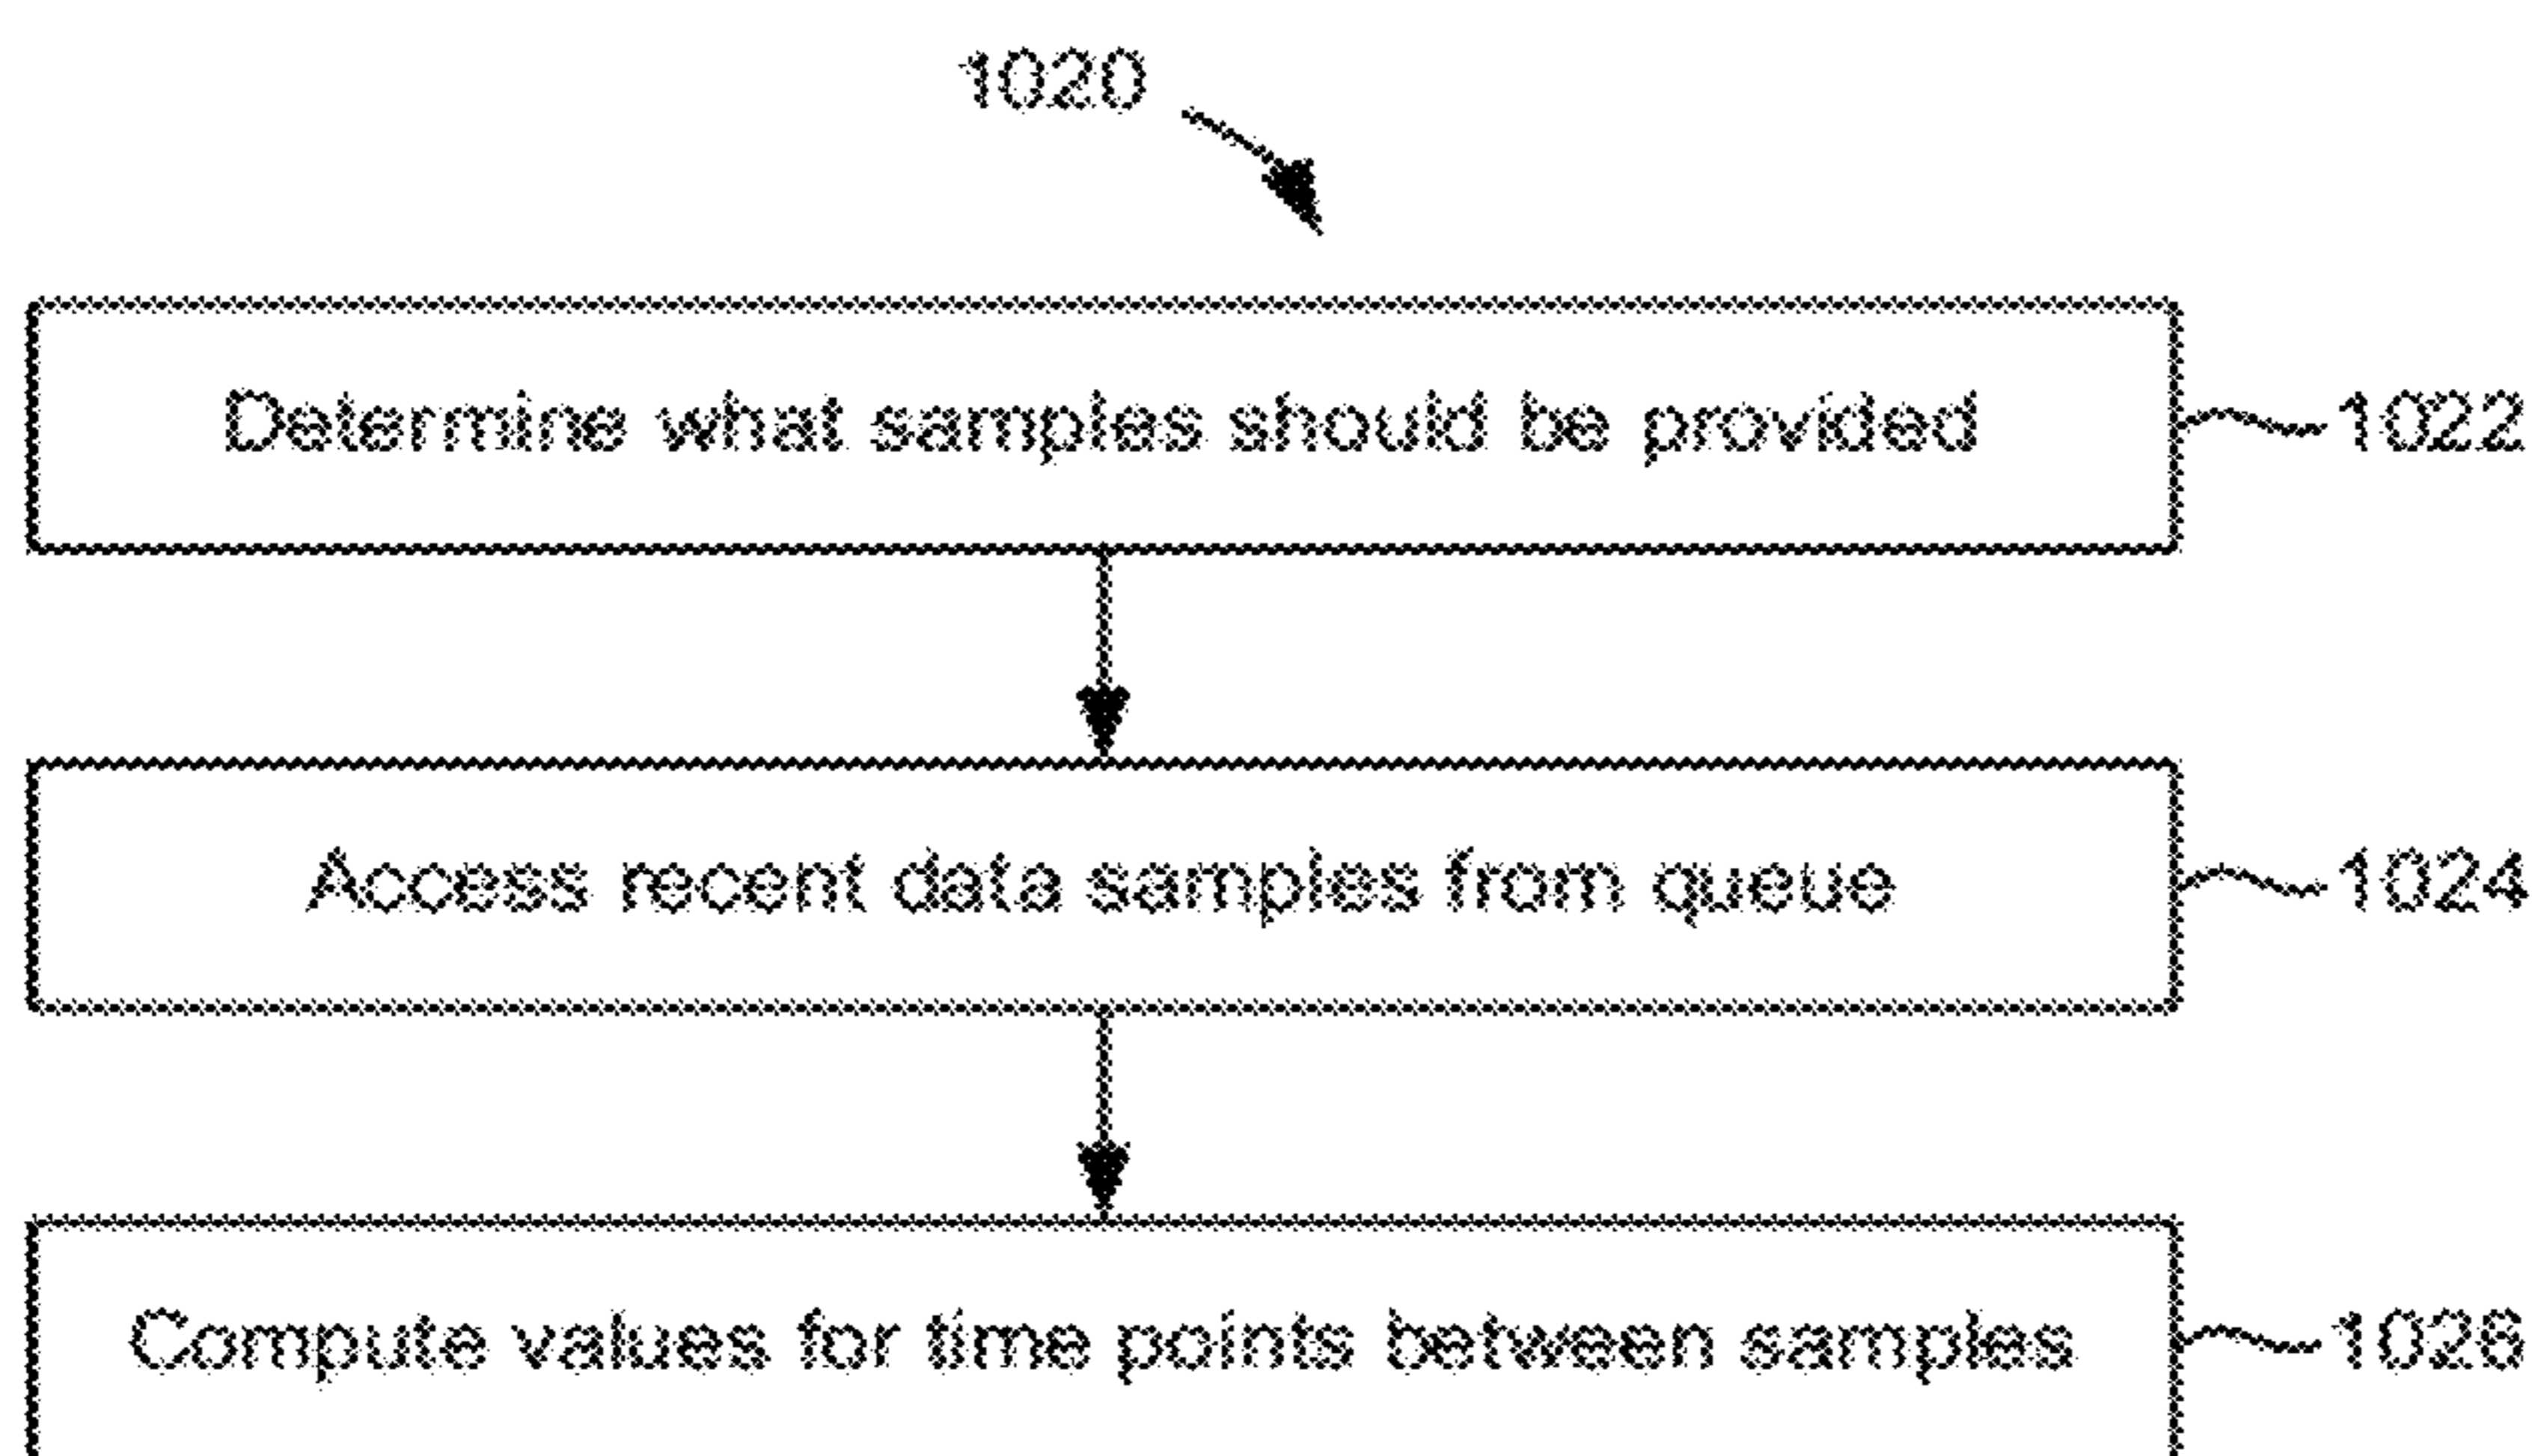 1020
Determine what samples should be provided
1022
Access recent data samples from queue
1024
Compute values for time points between samples
1026